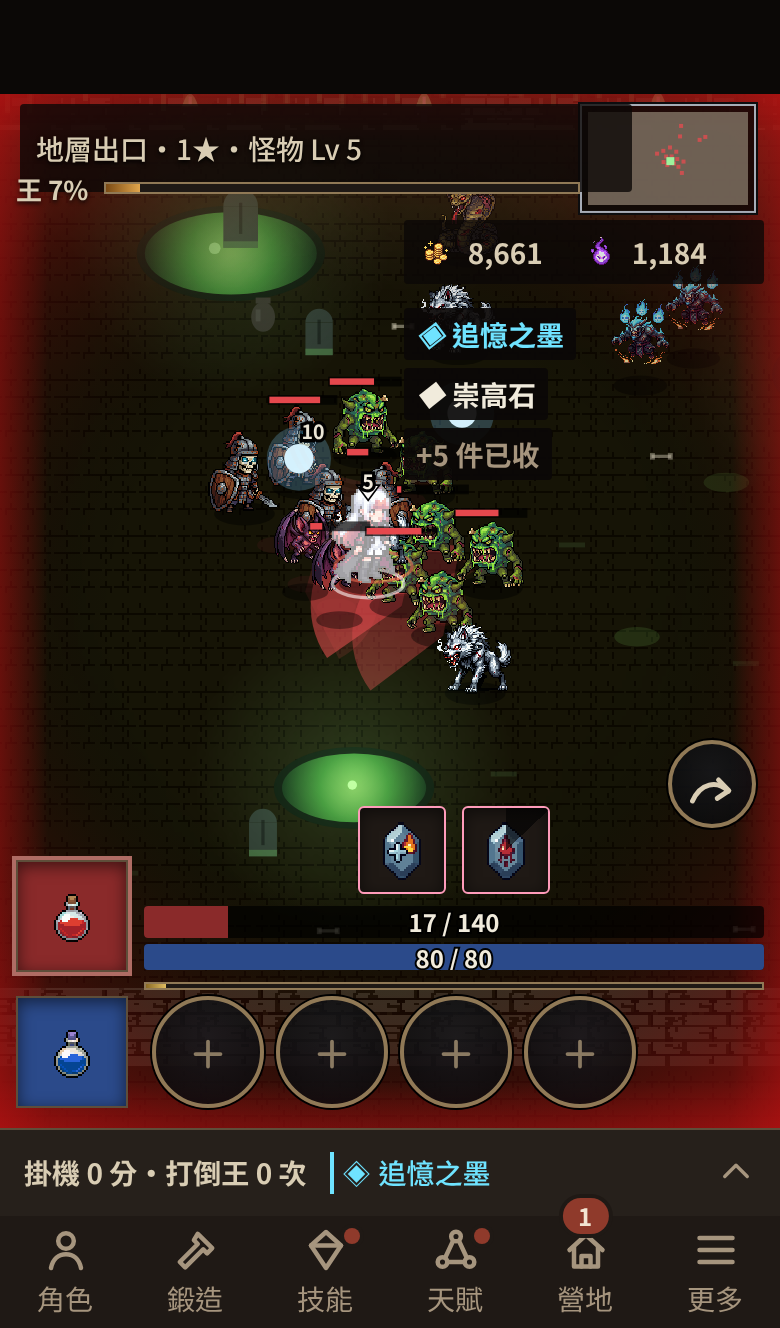 地層出口·1★·怪物 Lv 5
王 7%
8,661 1,184
追憶之墨
崇高石
+5 件已收
10
5
17 / 140
80 / 80
掛機 0 分·打倒王 0 次 追憶之墨
1
角色 鍛造 技能 天賦 營地 更多